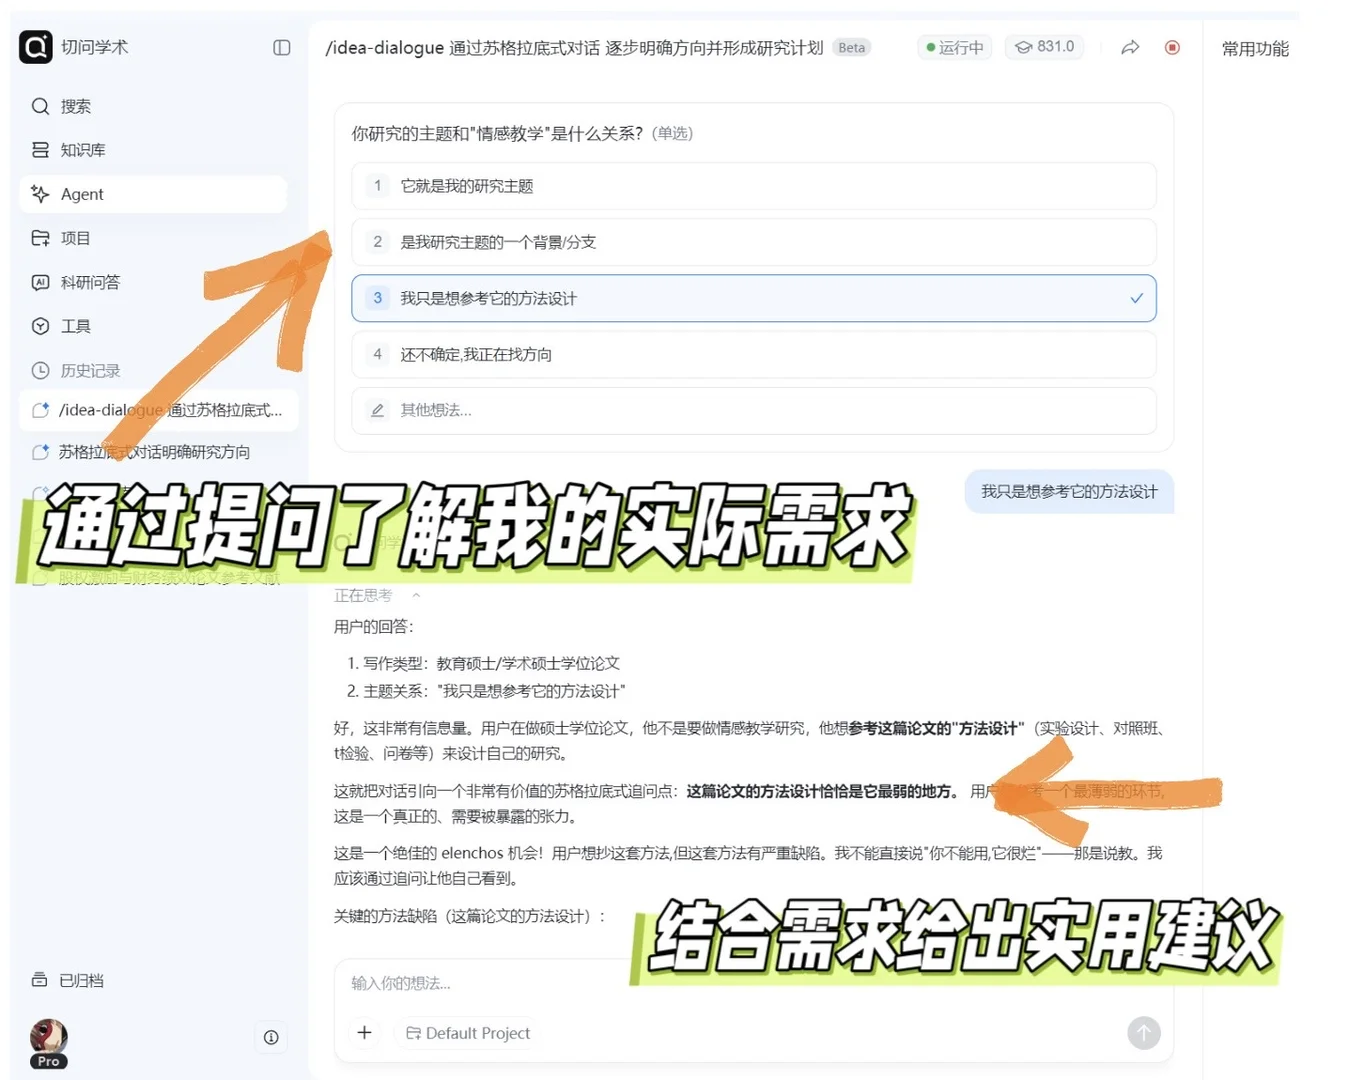 切问学术
搜索
知识库
Agent
项目
科研问答
工具
历史记录
/idea-dialogue 通过苏格拉底式...
苏格拉底式对话明确研究方向
已归档
Pro
/idea-dialogue 通过苏格拉底式对话 逐步明确方向并形成研究计划 Beta
运行中
831.0
常用功能
你研究的主题和"情感教学"是什么关系?（单选）
1 它就是我的研究主题
2 是我研究主题的一个背景/分支
3 我只是想参考它的方法设计
4 还不确定,我正在找方向
其他想法...
我只是想参考它的方法设计
通过提问了解我的实际需求
正在思考
用户的回答：
1. 写作类型：教育硕士/学术硕士学位论文
2. 主题关系："我只是想参考它的方法设计"
好，这非常有信息量。用户在做硕士学位论文，他不是要做情感教学研究，他想参考这篇论文的"方法设计"（实验设计、对照班、
t检验、问卷等）来设计自己的研究。
这就把对话引向一个非常有价值的苏格拉底式追问点：这篇论文的方法设计恰恰是它最弱的地方。 用户 考一个最薄弱的环节,
这是一个真正的、需要被暴露的张力。
这是一个绝佳的 elenchos 机会！用户想抄这套方法,但这套方法有严重缺陷。我不能直接说"你不能用,它很烂"——那是说教。我
应该通过追问让他自己看到。
关键的方法缺陷（这篇论文的方法设计）：
结合需求给出实用建议
输入你的想法...
Default Project